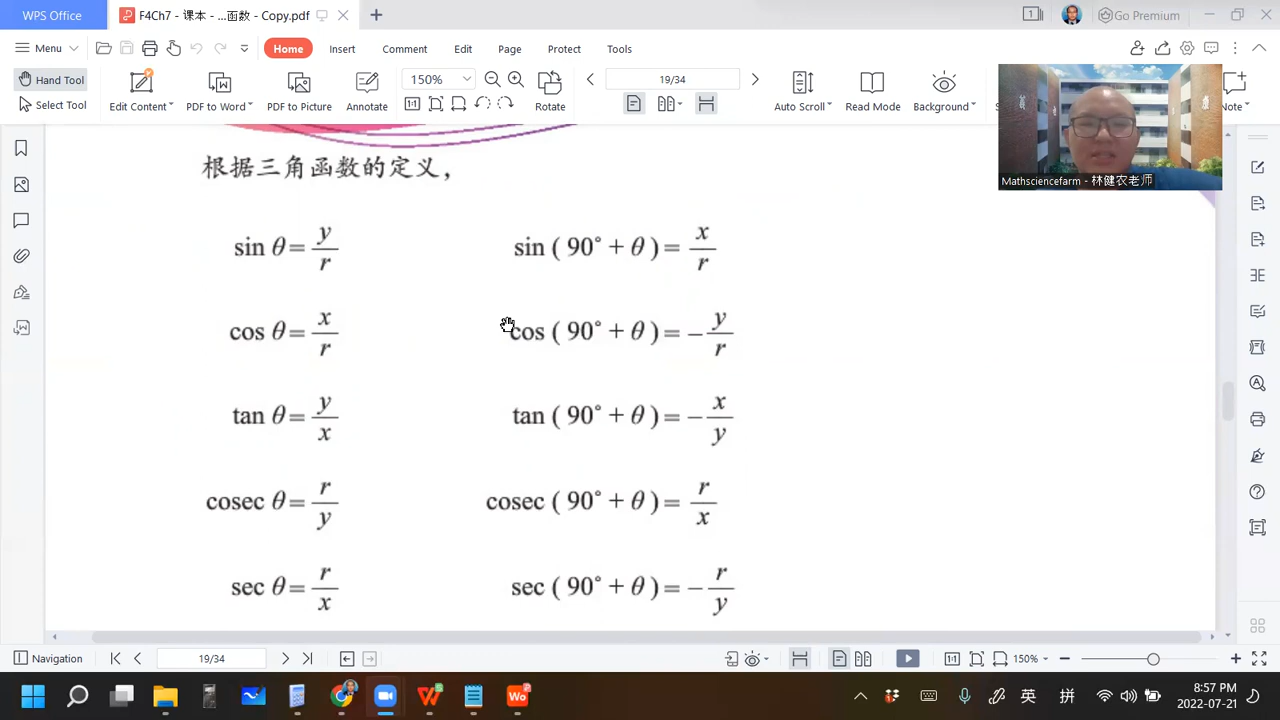 WPS Office
F4Ch7 - 课本 - ...函数 - Copy.pdf
1
Go Premium
Menu
Home
Insert
Comment
Edit
Page
Protect
Tools
Hand Tool
Select Tool
Edit Content
PDF to Word
PDF to Picture
Annotate
150%
Rotate
19/34
Auto Scroll
Read Mode
Background
Note
Mathsciencefarm - 林健农老师
根据三角函数的定义，
sin θ = y/r
sin ( 90° + θ ) = x/r
cos θ = x/r
cos ( 90° + θ ) = – y/r
tan θ = y/x
tan ( 90° + θ ) = – x/y
cosec θ = r/y
cosec ( 90° + θ ) = r/x
sec θ = r/x
sec ( 90° + θ ) = – r/y
Navigation
19/34
150%
英
拼
8:57 PM
2022-07-21